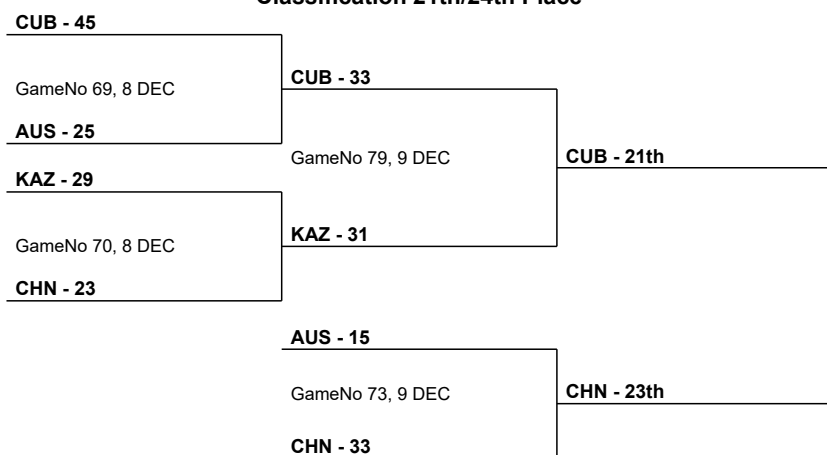 Classification 21th/24th Place
CUB - 45
GameNo 69, 8 DEC
AUS - 25
CUB - 33
GameNo 79, 9 DEC
CUB - 21th
KAZ - 29
GameNo 70, 8 DEC
KAZ - 31
CHN - 23
AUS - 15
GameNo 73, 9 DEC
CHN - 23th
CHN - 33